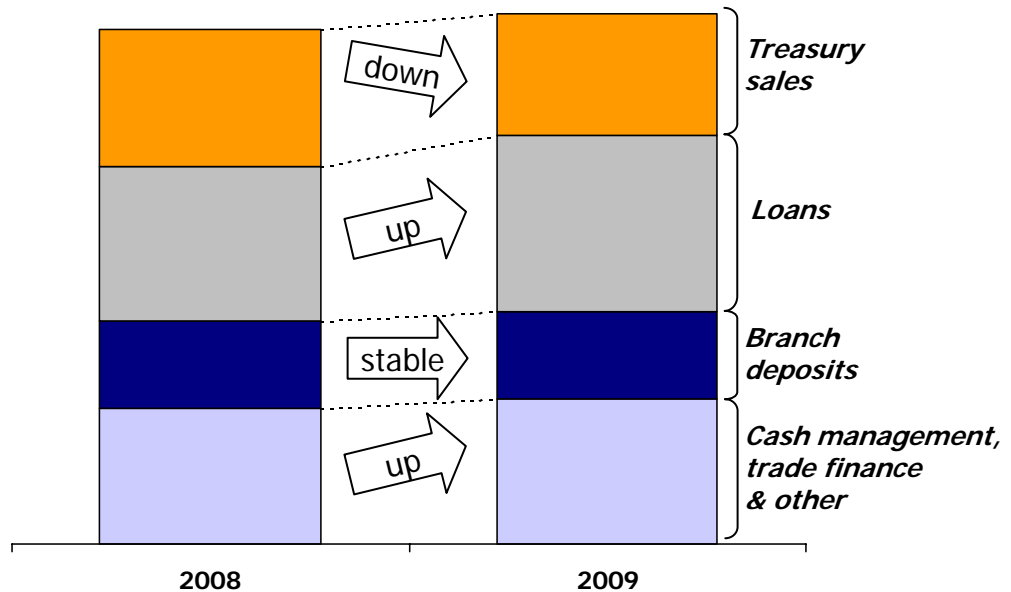 down
Treasury
sales
up
Loans
stable
Branch
deposits
up
Cash management,
trade finance
& other
2008
2009